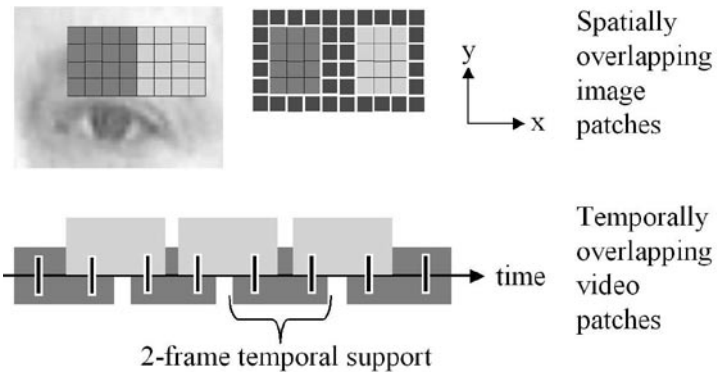 Spatially
overlapping
image
patches
y
x
Temporally
overlapping
video
patches
time
2-frame temporal support